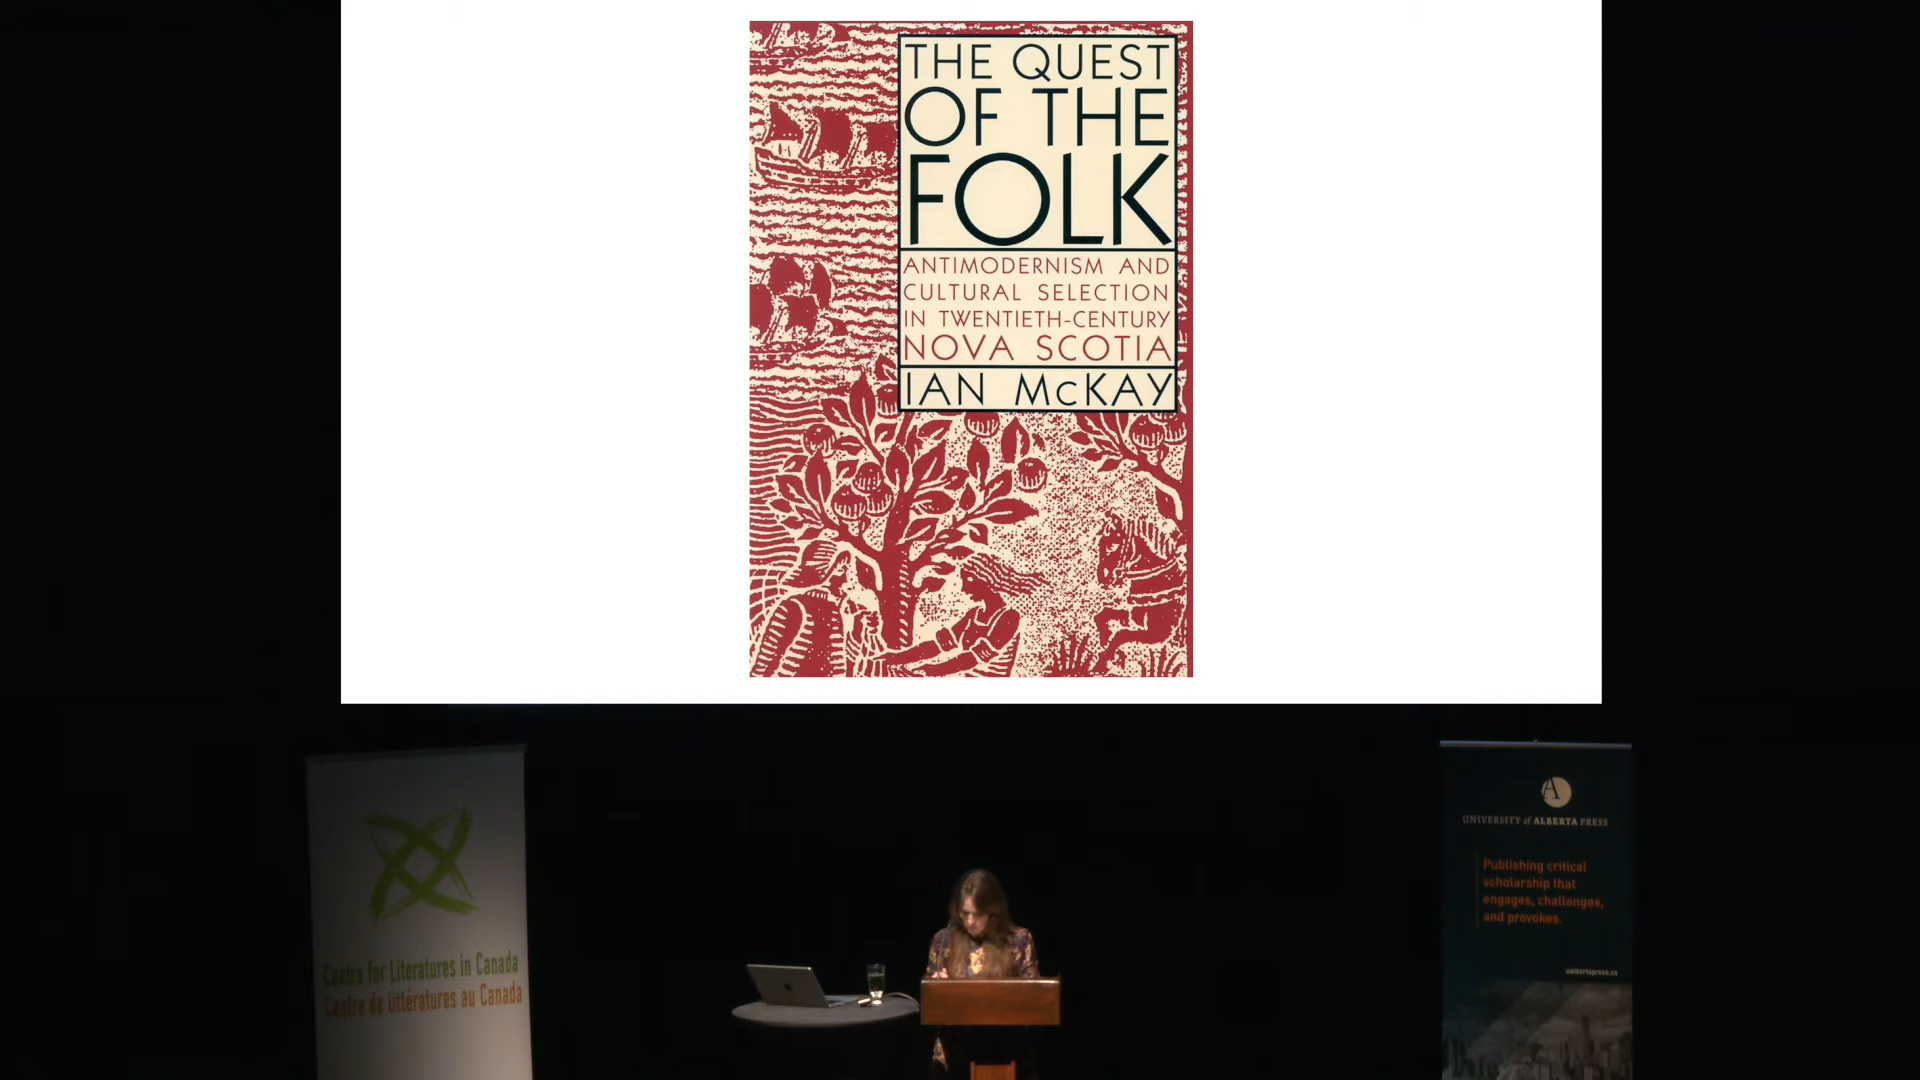 THE QUEST
OF THE
FOLK
ANTIMODERNISM AND
CULTURAL SELECTION
IN TWENTIETH-CENTURY
NOVA SCOTIA
IAN McKAY
Centre for Literatures in Canada
Centre de littératures au Canada
A
UNIVERSITY of ALBERTA PRESS
Publishing critical
scholarship that
engages, challenges,
and provokes.
ualbertapress.ca